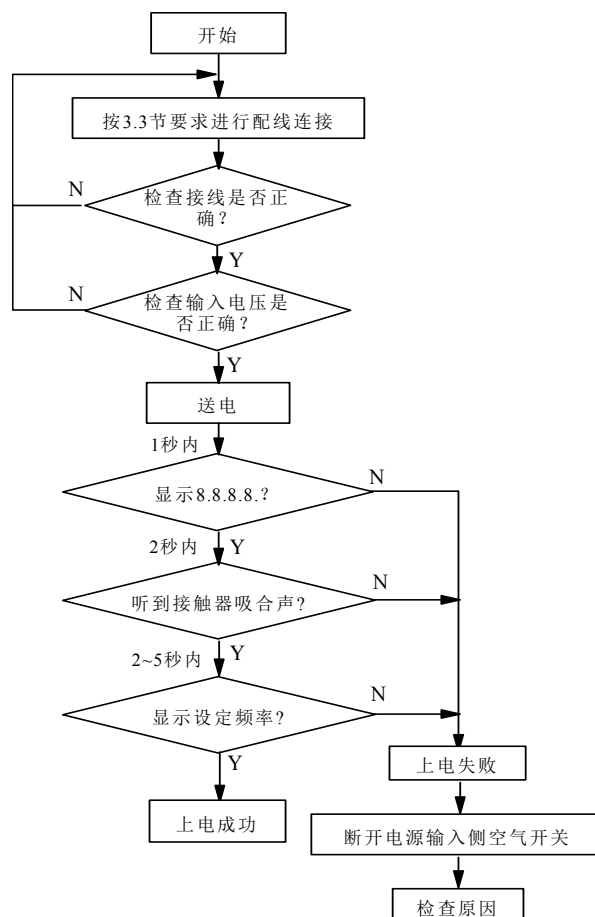 开始
按3.3节要求进行配线连接
N
检查接线是否正
确？
Y
N
检查输入电压是
否正确？
Y
送电
1秒内
N
显示8.8.8.8.？
2秒内
Y
N
听到接触器吸合声？
2~5秒内
Y
N
显示设定频率？
Y
上电失败
上电成功
断开电源输入侧空气开关
检查原因